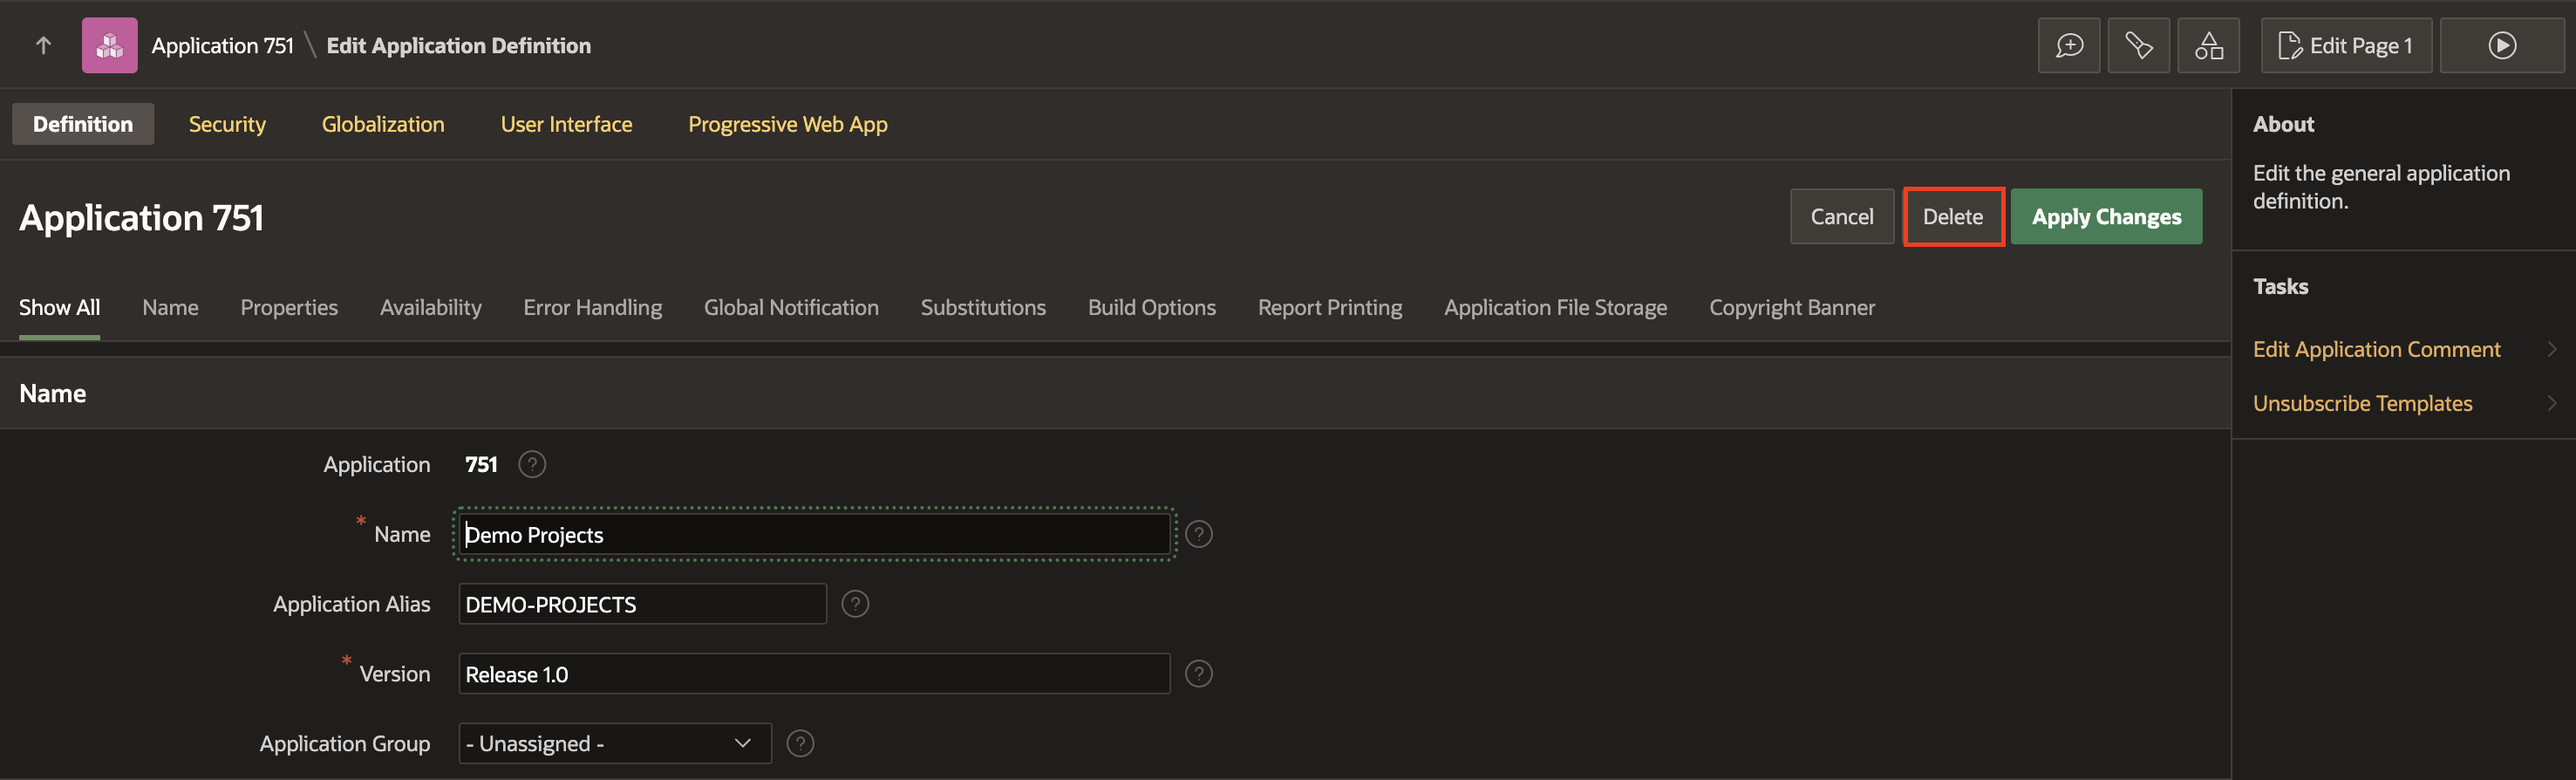 Application 751 \ Edit Application Definition
Edit Page 1
Definition Security Globalization User Interface Progressive Web App
Application 751
Cancel Delete Apply Changes
Show All Name Properties Availability Error Handling Global Notification Substitutions Build Options Report Printing Application File Storage Copyright Banner
Name
Application 751 ?
* Name Demo Projects ?
Application Alias DEMO-PROJECTS ?
* Version Release 1.0 ?
Application Group - Unassigned - ?
About
Edit the general application
definition.
Tasks
Edit Application Comment
Unsubscribe Templates